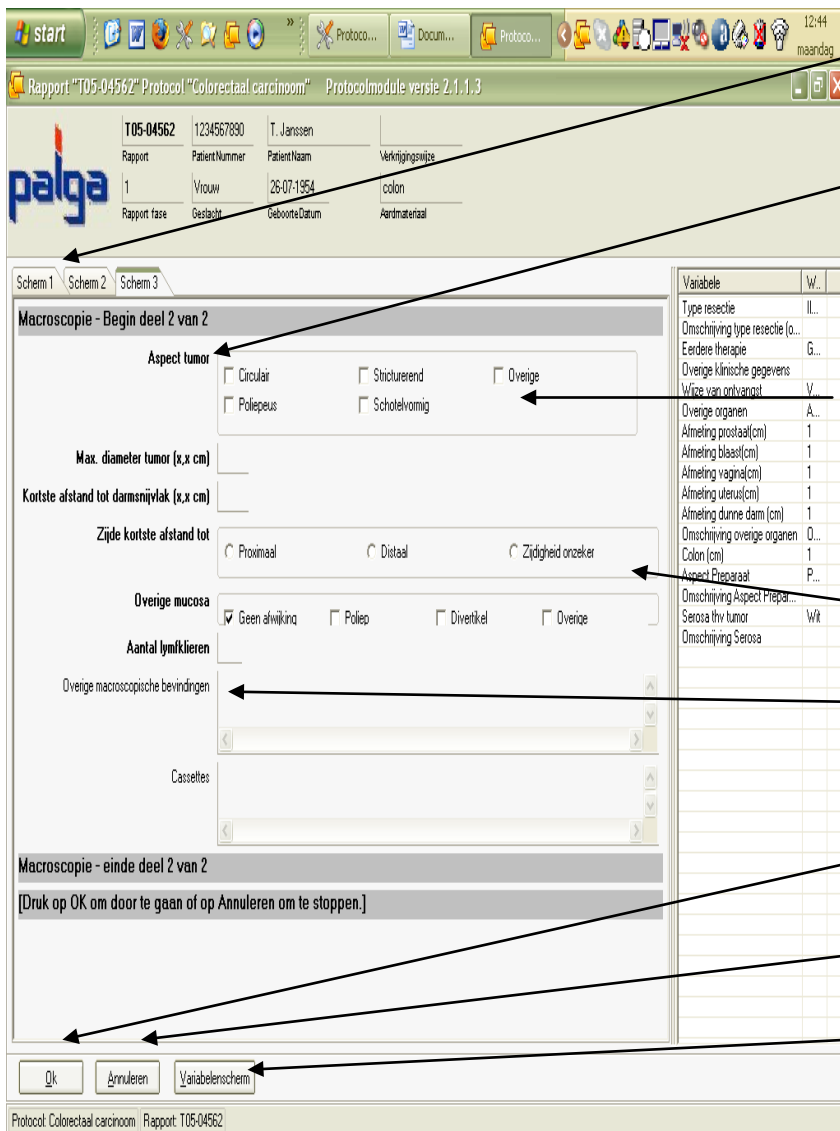 start
»
Protoco...
Docum...
Protoco...
12:44
maandag
Rapport "T05-04562" Protocol "Colorectaal carcinoom" Protocolmodule versie 2.1.1.3
palga
T05-04562 1234567890 T. Janssen
Rapport PatientNummer PatientNaam Verkrijgingswijze
1 Vrouw 26-07-1954 colon
Rapport fase Geslacht GeboorteDatum Aardmateriaal
Scherm 1 Scherm 2 Scherm 3
Macroscopie - Begin deel 2 van 2
Aspect tumor
Circulair Stricturerend Overige
Poliepeus Schotelvormig
Max. diameter tumor (x,x cm)
Kortste afstand tot darmsnijvlak (x,x cm)
Zijde kortste afstand tot
Proximaal Distaal Zijdigheid onzeker
Overige mucosa
Geen afwijking Poliep Divertikel Overige
Aantal lymfklieren
Overige macroscopische bevindingen
Cassettes
Macroscopie - einde deel 2 van 2
[Druk op OK om door te gaan of op Annuleren om te stoppen.]
Variabele W..
Type resectie II...
Omschrijving type resectie (o...
Eerdere therapie G...
Overige klinische gegevens
Wijze van ontvangst V...
Overige organen A...
Afmeting prostaat(cm) 1
Afmeting blaast(cm) 1
Afmeting vagina(cm) 1
Afmeting uterus(cm) 1
Afmeting dunne darm (cm) 1
Omschrijving overige organen O...
Colon (cm) 1
Aspect Preparaat P...
Omschrijving Aspect Prepar...
Serosa thv tumor Wit
Omschrijving Serosa
Ok Annuleren Variabelenscherm
Protocol: Colorectaal carcinoom Rapport: T05-04562